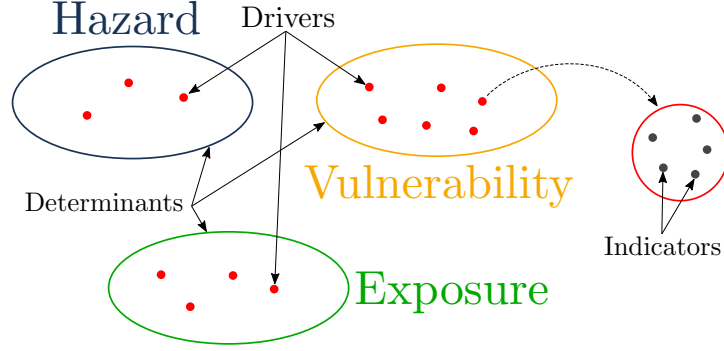 Hazard
Drivers
Vulnerability
Determinants
Indicators
Exposure